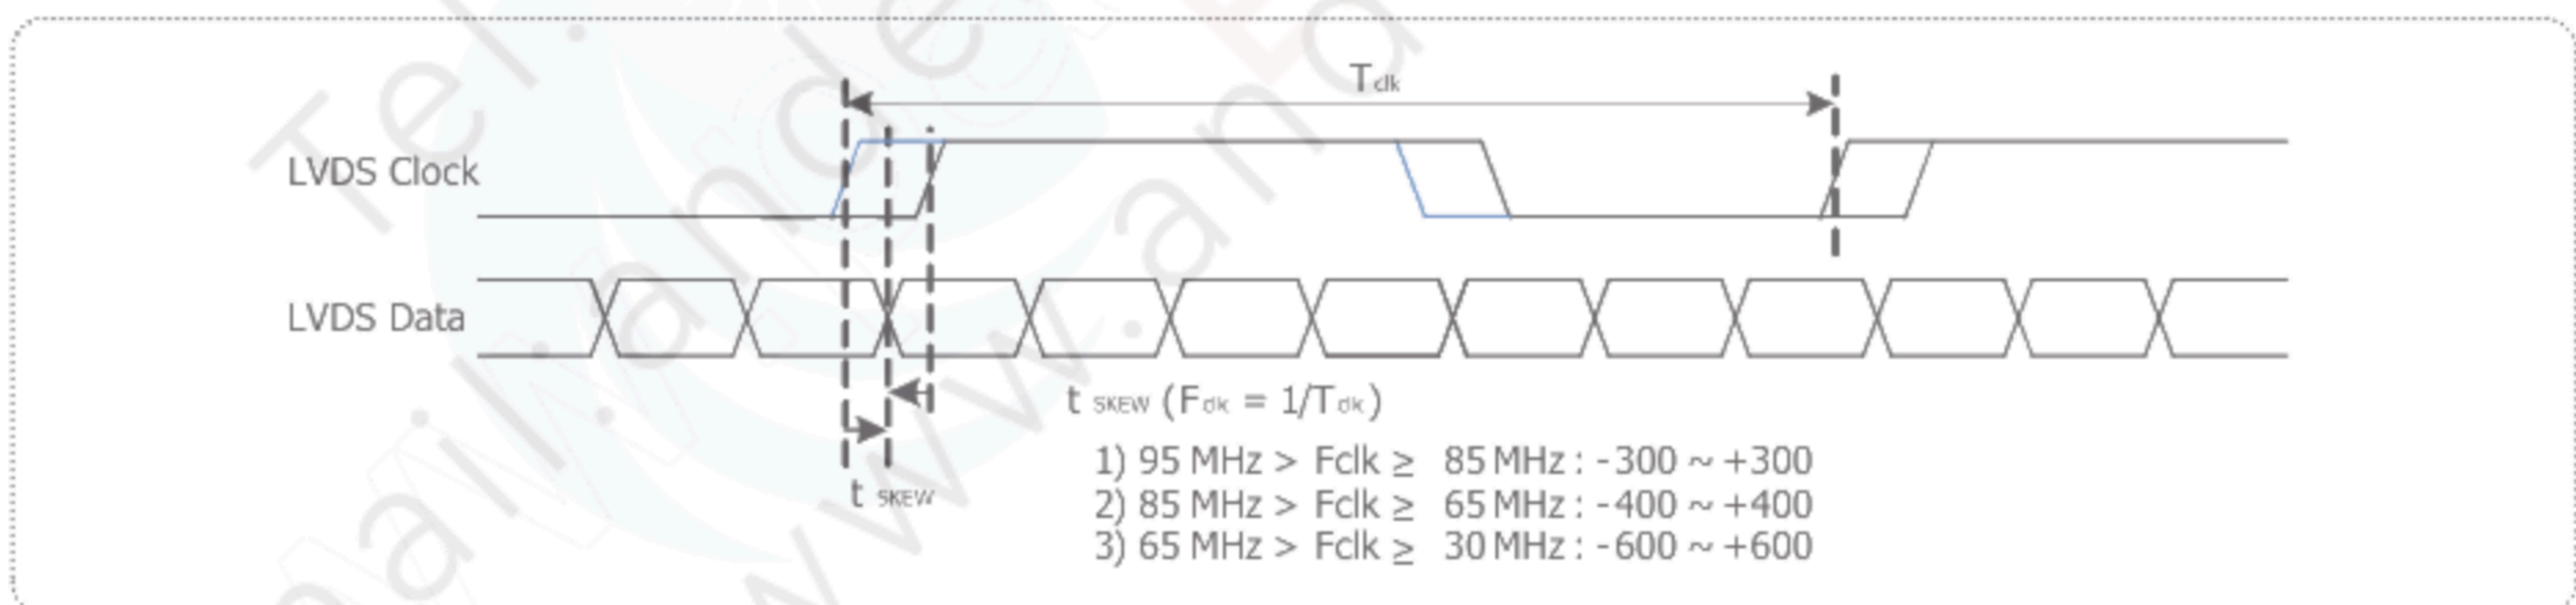 Tclk
LVDS Clock
LVDS Data
t SKEW (Fclk = 1/Tclk)
1) 95 MHz > Fclk ≥ 85 MHz : -300 ~ +300
t SKEW
2) 85 MHz > Fclk ≥ 65 MHz : -400 ~ +400
3) 65 MHz > Fclk ≥ 30 MHz : -600 ~ +600